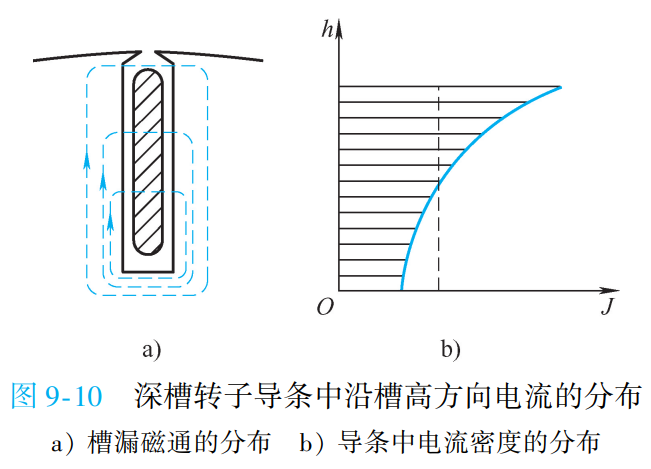 h
O
J
a)
b)
图 9-10 深槽转子导条中沿槽高方向电流的分布
a) 槽漏磁通的分布 b) 导条中电流密度的分布